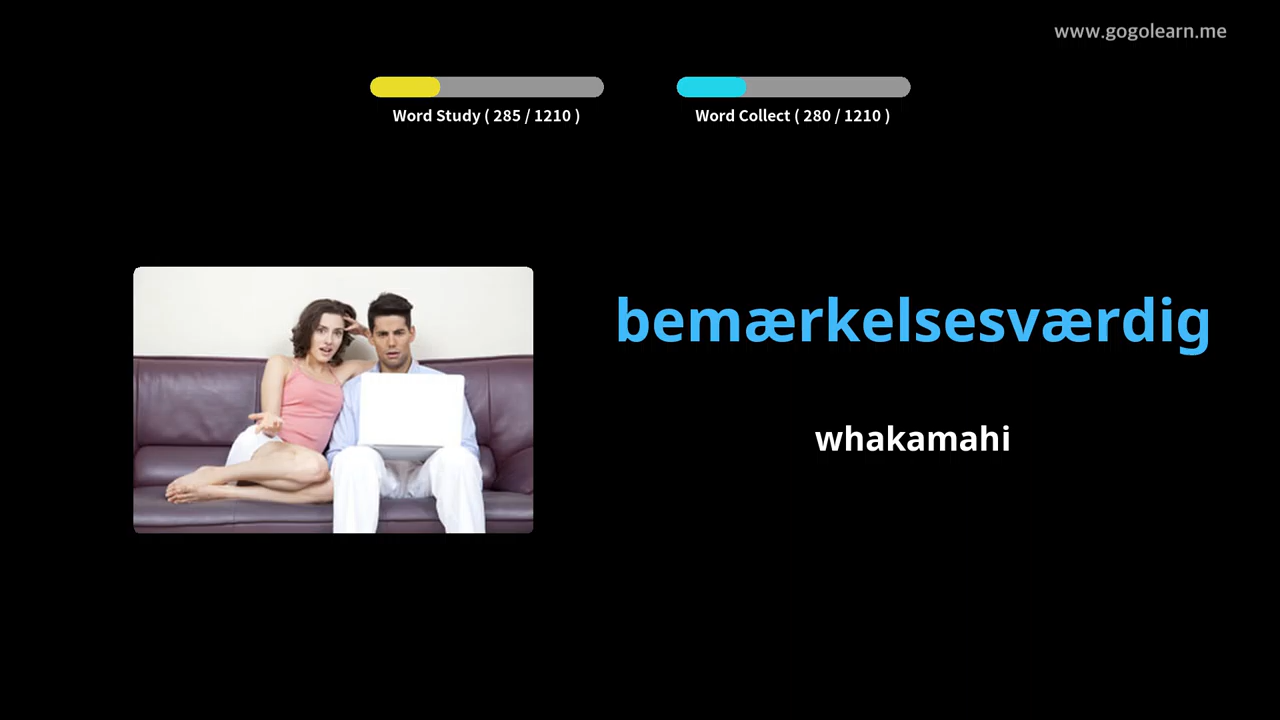 www.gogolearn.me
Word Study ( 285 / 1210 )
Word Collect ( 280 / 1210 )
bemærkelsesværdig
whakamahi